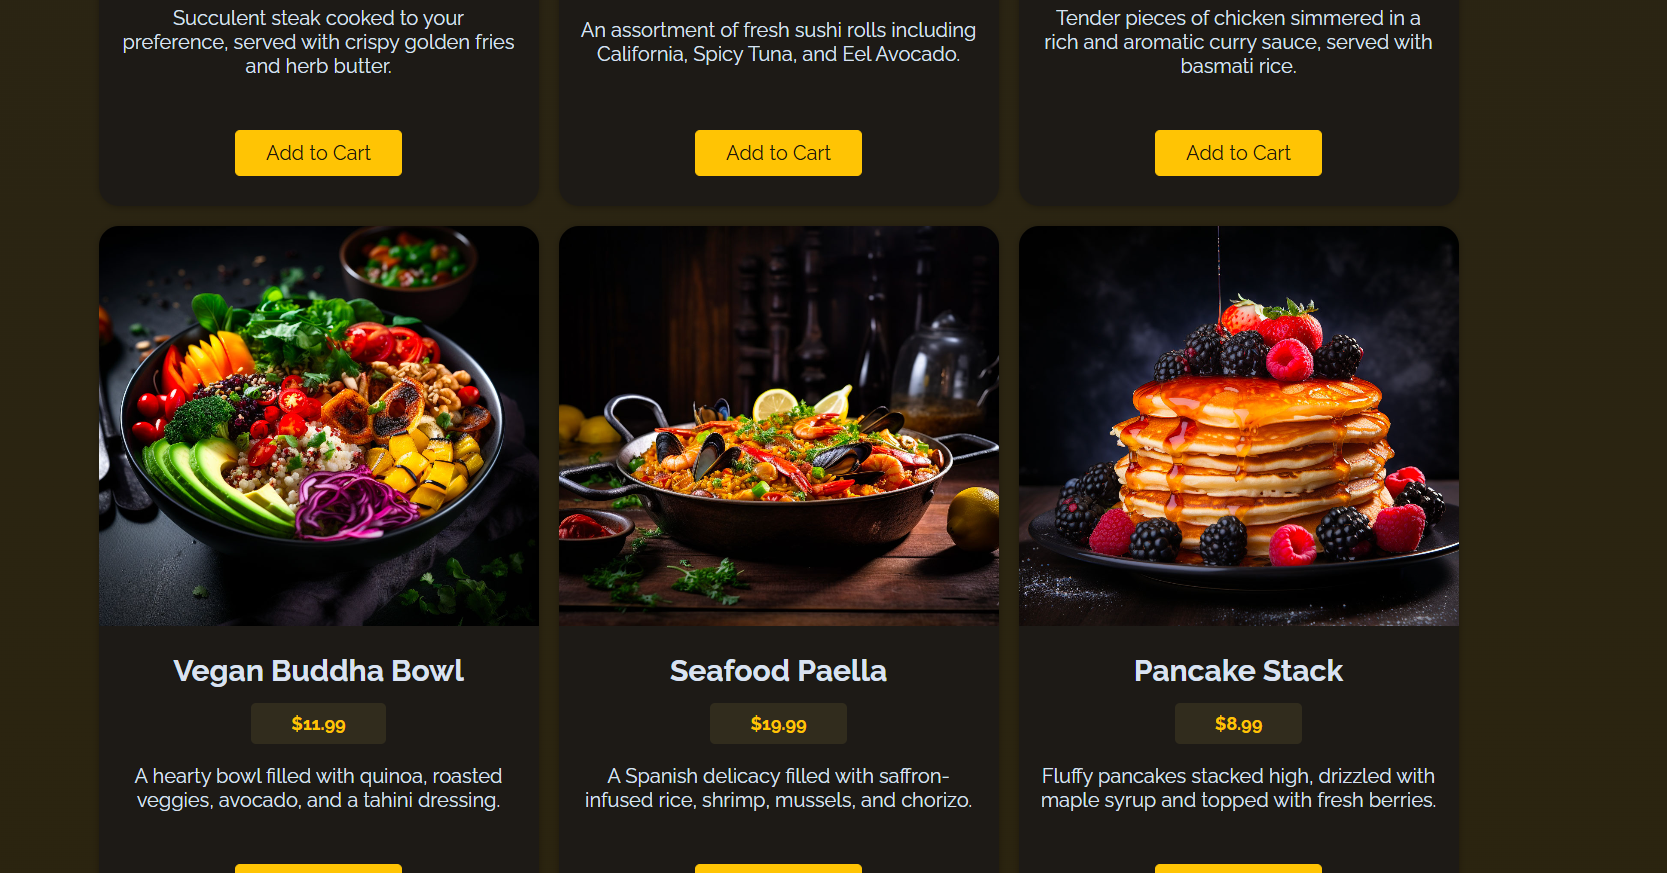 Succulent steak cooked to your
preference, served with crispy golden fries
and herb butter.
Add to Cart
An assortment of fresh sushi rolls including
California, Spicy Tuna, and Eel Avocado.
Add to Cart
Tender pieces of chicken simmered in a
rich and aromatic curry sauce, served with
basmati rice.
Add to Cart
Vegan Buddha Bowl
$11.99
A hearty bowl filled with quinoa, roasted
veggies, avocado, and a tahini dressing.
Seafood Paella
$19.99
A Spanish delicacy filled with saffron-
infused rice, shrimp, mussels, and chorizo.
Pancake Stack
$8.99
Fluffy pancakes stacked high, drizzled with
maple syrup and topped with fresh berries.